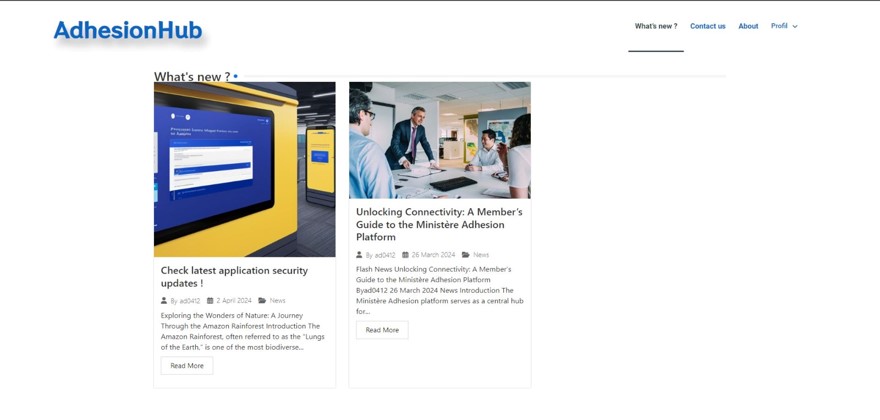 AdhesionHub
What's new ?
Contact us
About
Profil
What's new ?
Check latest application security
updates !
By ad0412
2 April 2024
News
Exploring the Wonders of Nature: A Journey
Through the Amazon Rainforest Introduction The
Amazon Rainforest, often referred to as the "Lungs
of the Earth," is one of the most biodiverse...
Read More
Unlocking Connectivity: A Member's
Guide to the Ministère Adhesion
Platform
By ad0412
26 March 2024
News
Flash News Unlocking Connectivity: A Member's
Guide to the Ministère Adhesion Platform
Byad0412 26 March 2024 News Introduction The
Ministère Adhesion platform serves as a central hub
for...
Read More